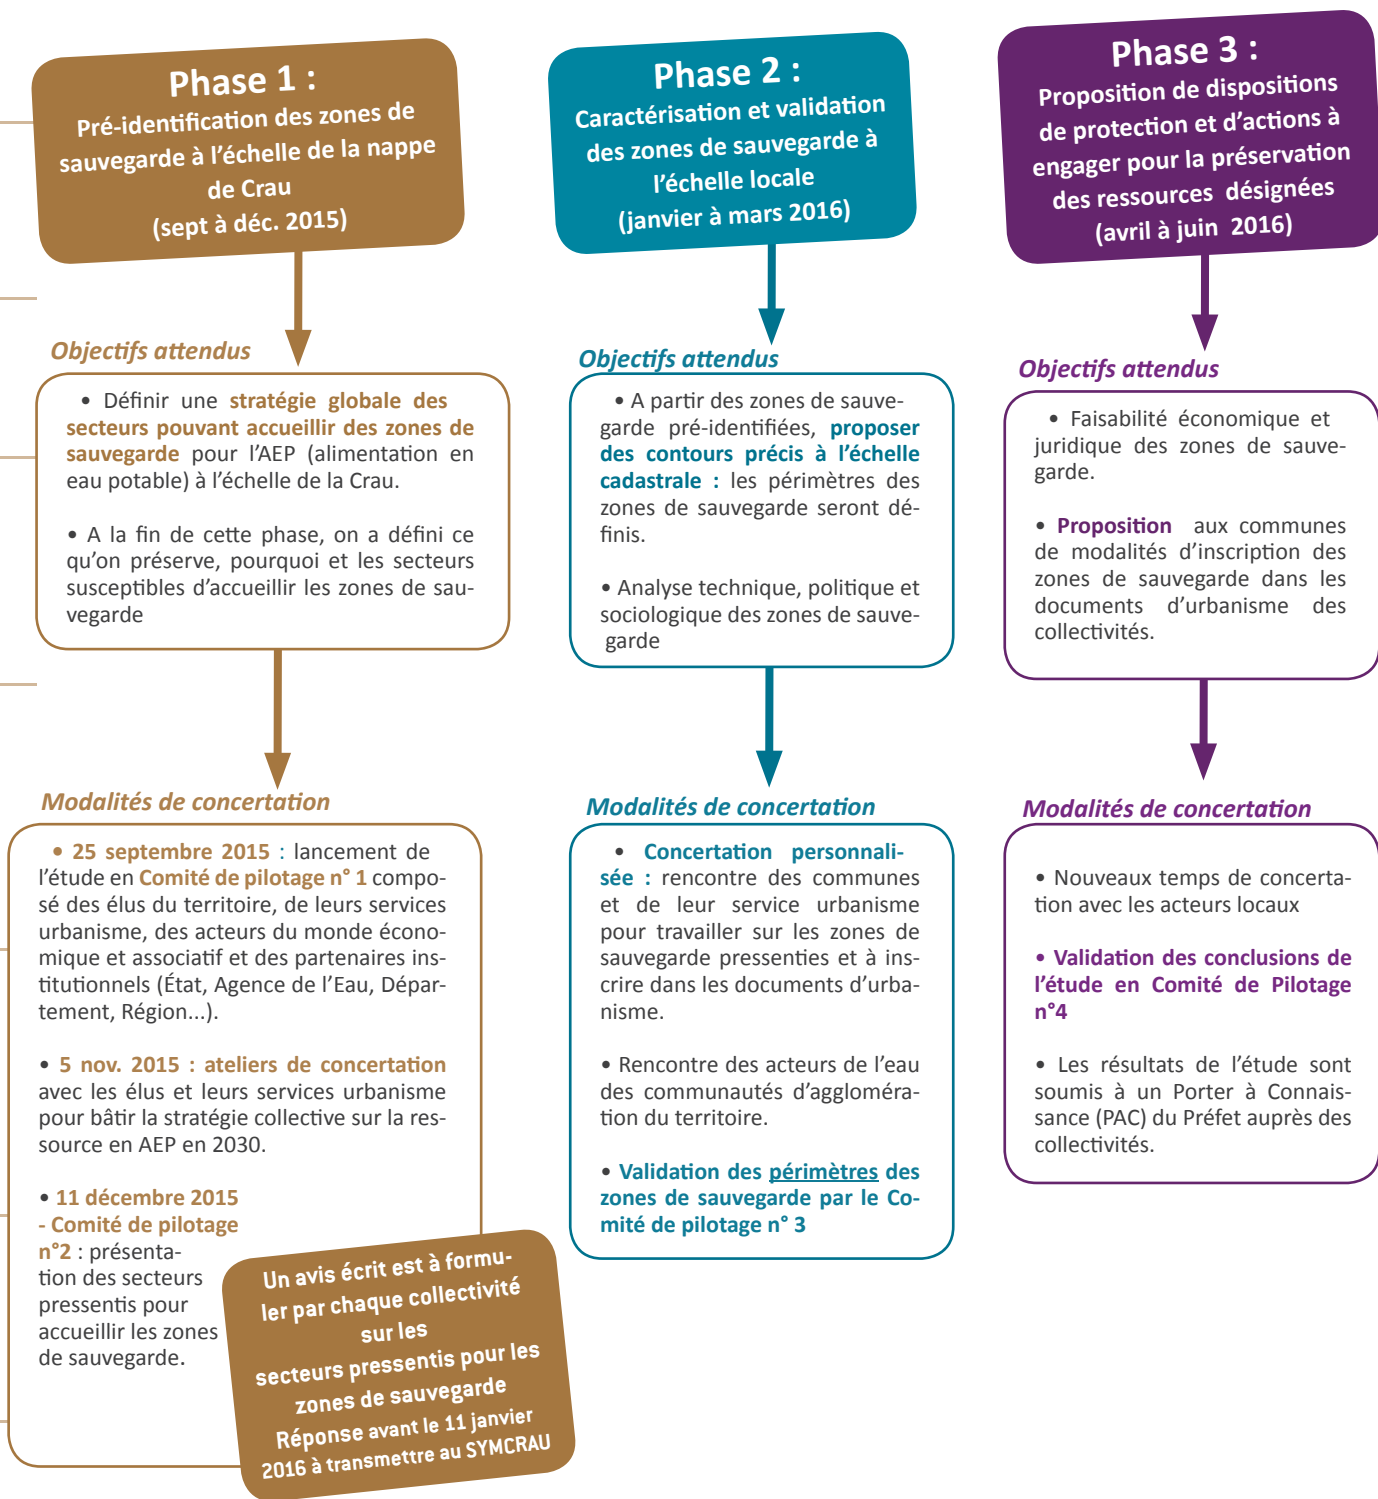 Phase 1 :
Pré-identification des zones de
sauvegarde à l'échelle de la nappe
de Crau
(sept à déc. 2015)
Objectifs attendus
• Définir une stratégie globale des
secteurs pouvant accueillir des zones de
sauvegarde pour l'AEP (alimentation en
eau potable) à l'échelle de la Crau.
• A la fin de cette phase, on a défini ce
qu'on préserve, pourquoi et les secteurs
susceptibles d'accueillir les zones de sau-
vegarde
Modalités de concertation
• 25 septembre 2015 : lancement de
l'étude en Comité de pilotage n° 1 compo-
sé des élus du territoire, de leurs services
urbanisme, des acteurs du monde écono-
mique et associatif et des partenaires ins-
titutionnels (État, Agence de l'Eau, Dépar-
tement, Région...).
• 5 nov. 2015 : ateliers de concertation
avec les élus et leurs services urbanisme
pour bâtir la stratégie collective sur la res-
source en AEP en 2030.
• 11 décembre 2015
- Comité de pilotage
n°2 : présenta-
tion des secteurs
pressentis pour
accueillir les zones
de sauvegarde.
Un avis écrit est à formu-
ler par chaque collectivité
sur les
secteurs pressentis pour les
zones de sauvegarde
Réponse avant le 11 janvier
2016 à transmettre au SYMCRAU
Phase 2 :
Caractérisation et validation
des zones de sauvegarde à
l'échelle locale
(janvier à mars 2016)
Objectifs attendus
• A partir des zones de sauve-
garde pré-identifiées, proposer
des contours précis à l'échelle
cadastrale : les périmètres des
zones de sauvegarde seront dé-
finis.
• Analyse technique, politique et
sociologique des zones de sauve-
garde
Modalités de concertation
• Concertation personnali-
sée : rencontre des communes
et de leur service urbanisme
pour travailler sur les zones de
sauvegarde pressenties et à ins-
crire dans les documents d'urba-
nisme.
• Rencontre des acteurs de l'eau
des communautés d'aggloméra-
tion du territoire.
• Validation des périmètres des
zones de sauvegarde par le Co-
mité de pilotage n° 3
Phase 3 :
Proposition de dispositions
de protection et d'actions à
engager pour la préservation
des ressources désignées
(avril à juin 2016)
Objectifs attendus
• Faisabilité économique et
juridique des zones de sauve-
garde.
• Proposition aux communes
de modalités d'inscription des
zones de sauvegarde dans les
documents d'urbanisme des
collectivités.
Modalités de concertation
• Nouveaux temps de concerta-
tion avec les acteurs locaux
• Validation des conclusions de
l'étude en Comité de Pilotage
n°4
• Les résultats de l'étude sont
soumis à un Porter à Connais-
sance (PAC) du Préfet auprès des
collectivités.